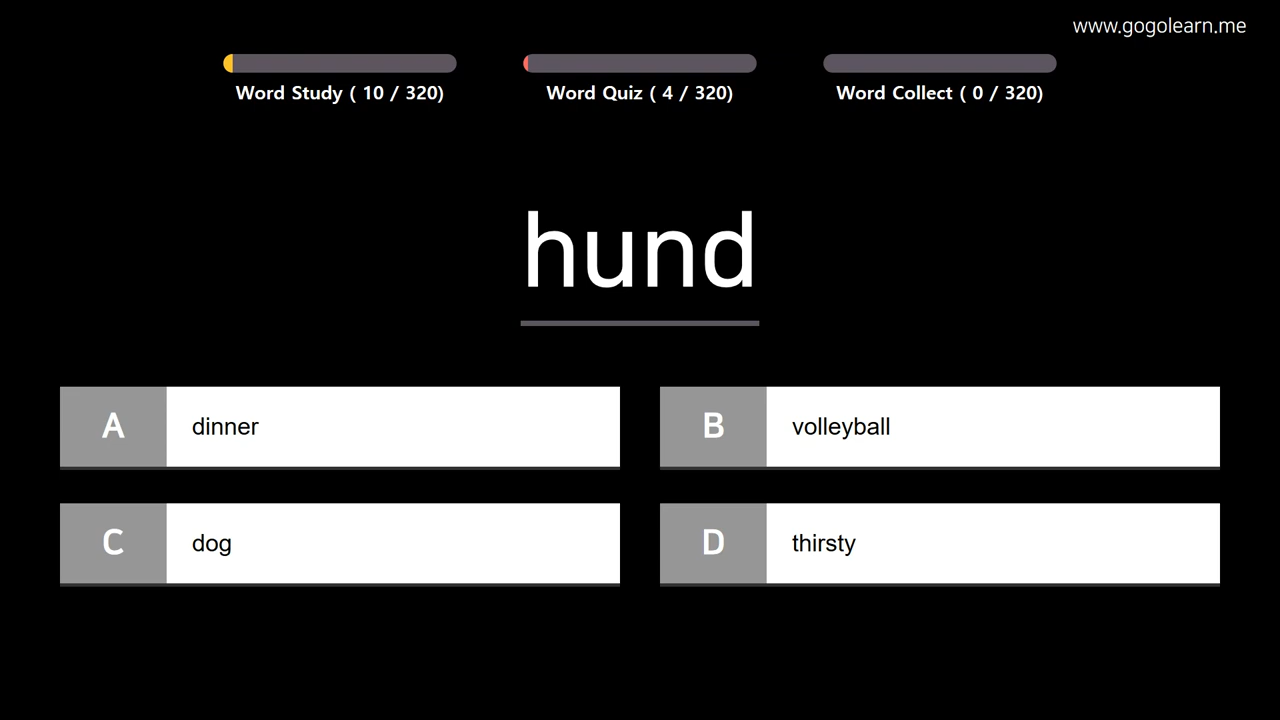 www.gogolearn.me
Word Study ( 10 / 320)
Word Quiz ( 4 / 320)
Word Collect ( 0 / 320)
hund
A dinner
B volleyball
C dog
D thirsty